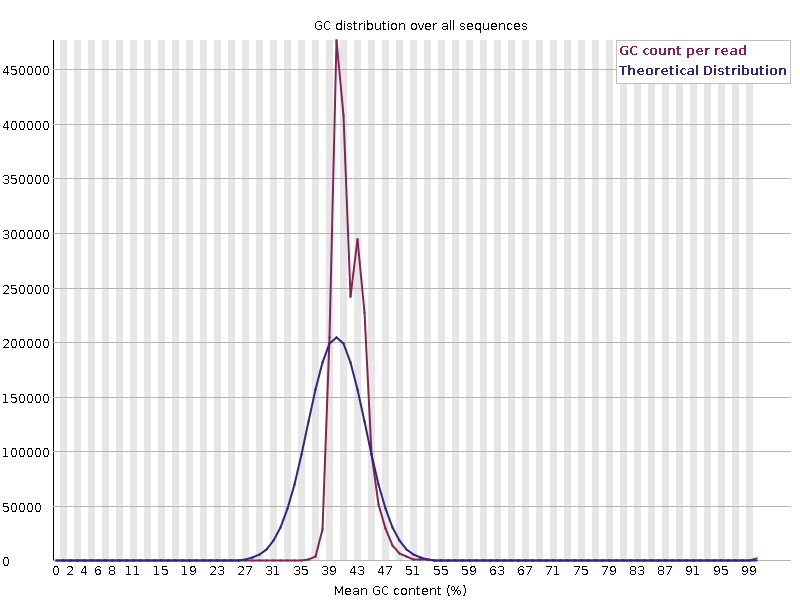 GC distribution over all sequences
GC count per read
Theoretical Distribution
450000
400000
350000
300000
250000
200000
150000
100000
50000
0
0 2 4 6 8 11 15 19 23 27 31 35 39 43 47 51 55 59 63 67 71 75 79 83 87 91 95 99
Mean GC content (%)